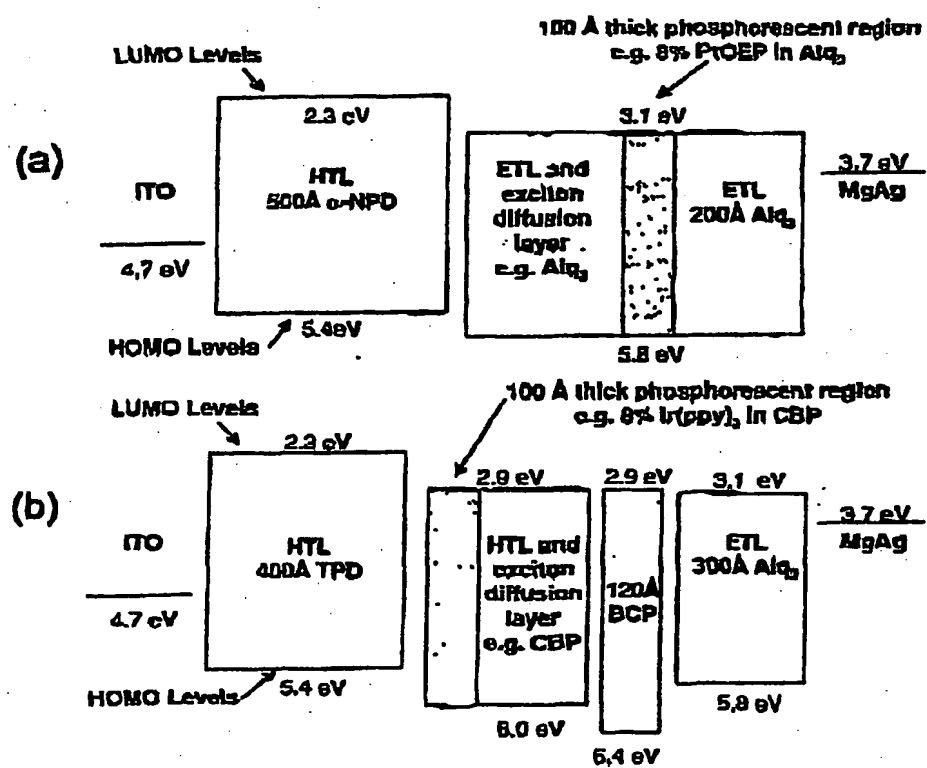 100 Å thick phosphorescent region
e.g. 8% PtOEP in Alq₃
LUMO Levels
(a)
2.3 eV
3.1 eV
HTL
500Å α-NPD
ETL and
exciton
diffusion
layer
e.g. Alq₃
ETL
200Å Alq₃
3.7 eV
MgAg
ITO
4.7 eV
5.4eV
HOMO Levels
5.8 eV
100 Å thick phosphorescent region
e.g. 8% Ir(ppy)₃ in CBP
LUMO Levels
(b)
2.3 eV
2.9 eV
2.9 eV
3.1 eV
3.7 eV
MgAg
ITO
HTL
400Å TPD
HTL and
exciton
diffusion
layer
e.g. CBP
120Å
BCP
ETL
300Å Alq₃
4.7 eV
5.4 eV
HOMO Levels
6.0 eV
6.4 eV
5.8 eV